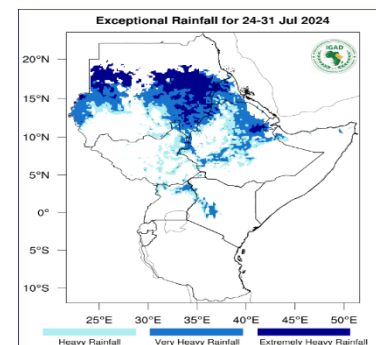 Exceptional Rainfall for 24-31 Jul 2024
IGAD
20°N
15°N
10°N
5°N
0°
5°S
10°S
25°E 30°E 35°E 40°E 45°E 50°E
Heavy Rainfall Very Heavy Rainfall Extremely Heavy Rainfall